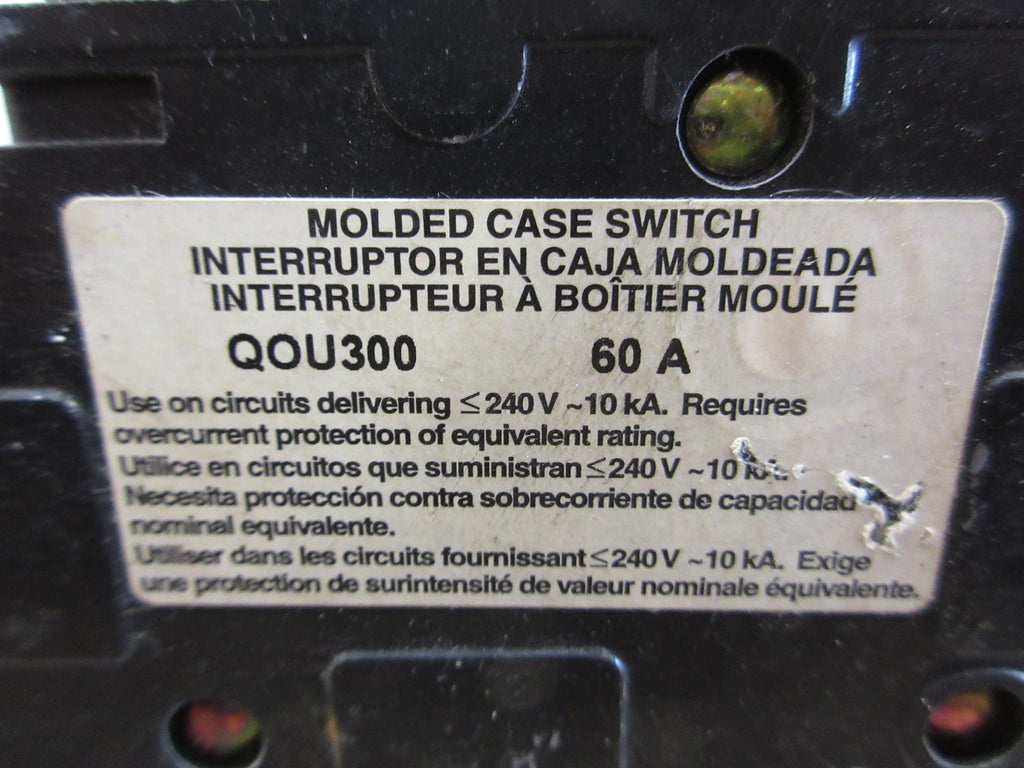 MOLDED CASE SWITCH
INTERRUPTOR EN CAJA MOLDEADA
INTERRUPTEUR À BOÎTIER MOULÉ
QOU300 60 A
Use on circuits delivering ≤240 V ~10 kA. Requires
overcurrent protection of equivalent rating.
Utilice en circuitos que suministran ≤240 V ~10 kA.
Necesita protección contra sobrecorriente de capacidad
nominal equivalente.
Utiliser dans les circuits fournissant ≤240 V ~10 kA. Exige
une protection de surintensité de valeur nominale équivalente.